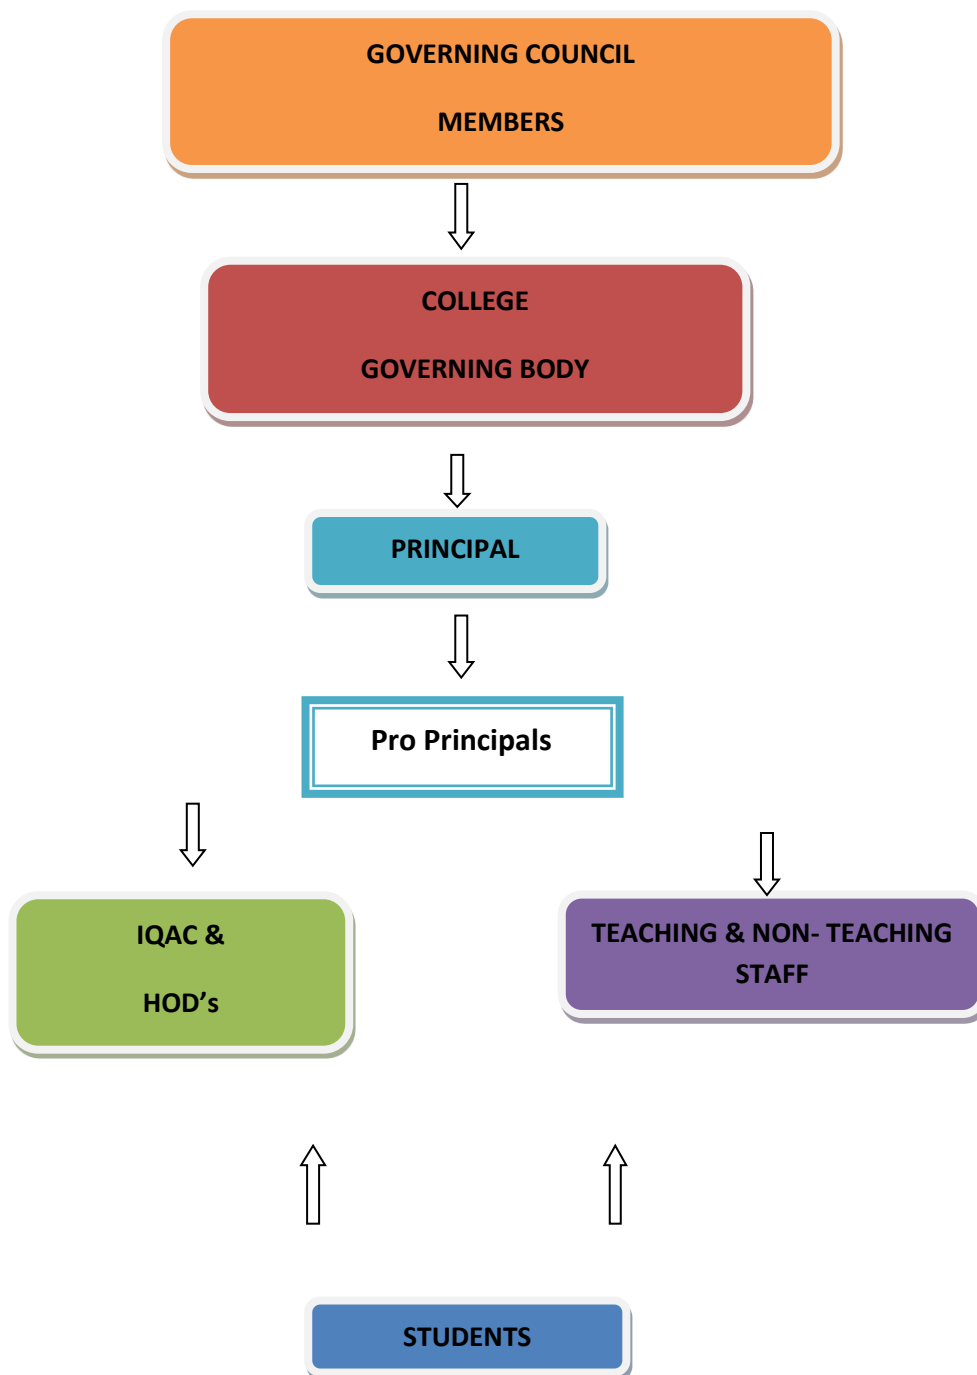 GOVERNING COUNCIL
MEMBERS
COLLEGE
GOVERNING BODY
PRINCIPAL
Pro Principals
IQAC &
HOD’s
TEACHING & NON- TEACHING
STAFF
STUDENTS